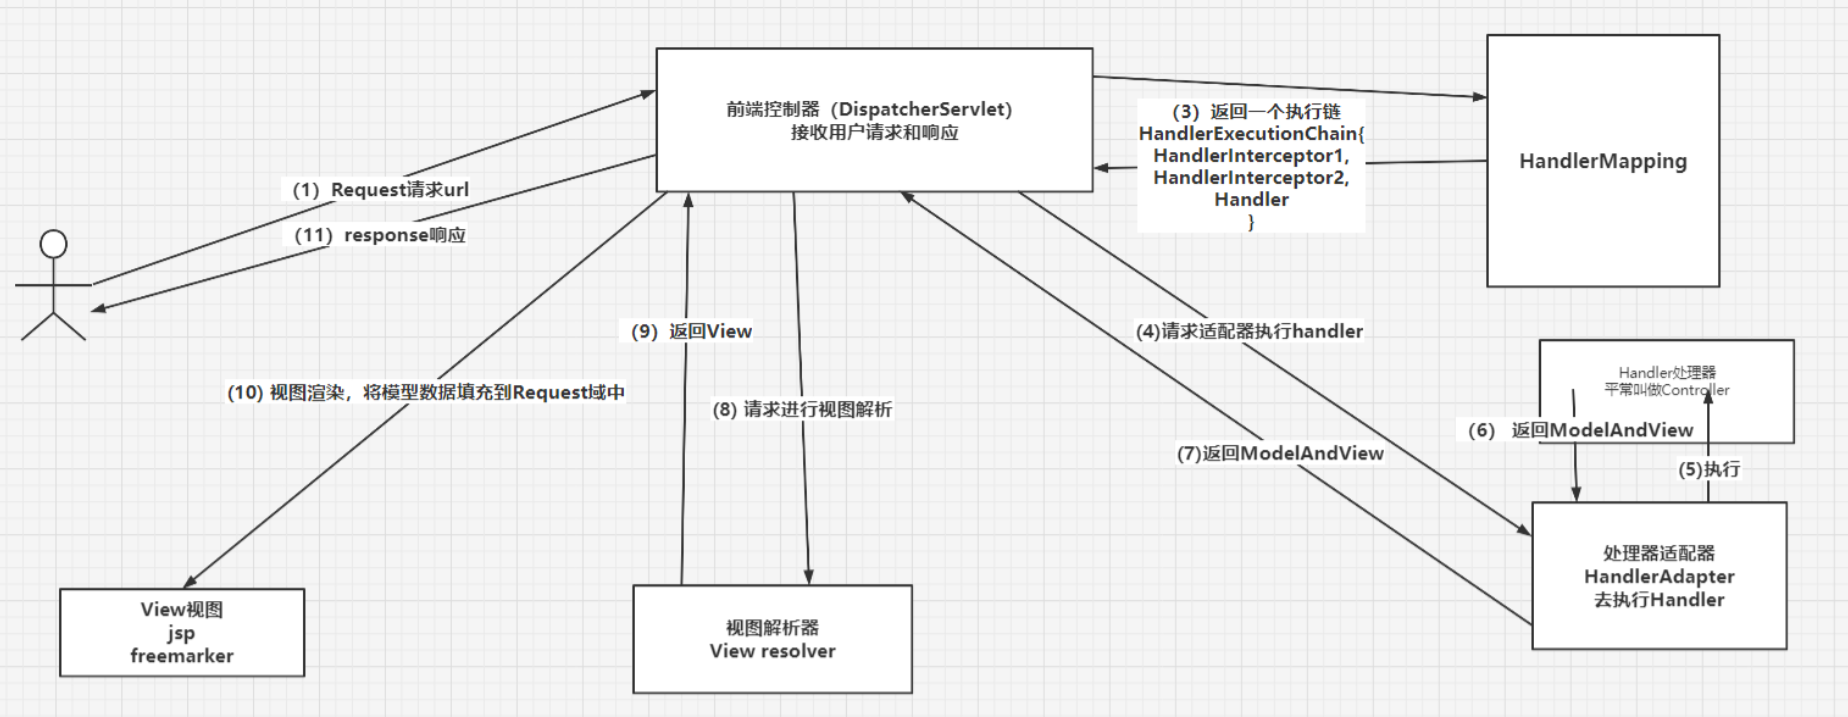 前端控制器（DispatcherServlet）
接收用户请求和响应
（3）返回一个执行链
HandlerExecutionChain{
HandlerInterceptor1,
HandlerInterceptor2,
Handler
}
HandlerMapping
（1）Request请求url
（11）response响应
（9）返回View
(4)请求适配器执行handler
Handler处理器
平常叫做Controller
(10) 视图渲染，将模型数据填充到Request域中
(8) 请求进行视图解析
（6） 返回ModelAndView
(7)返回ModelAndView
(5)执行
处理器适配器
HandlerAdapter
去执行Handler
View视图
jsp
freemarker
视图解析器
View resolver